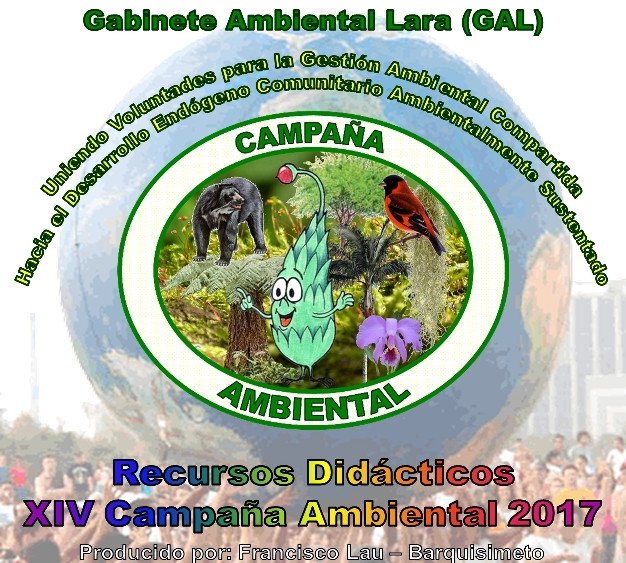 Gabinete Ambiental Lara (GAL)
Uniendo Voluntades para la Gestión Ambiental Compartida
Hacia el Desarrollo Endógeno Comunitario Ambientalmente Sustentado
CAMPAÑA
AMBIENTAL
Recursos Didácticos
XIV Campaña Ambiental 2017
Producido por: Francisco Lau – Barquisimeto